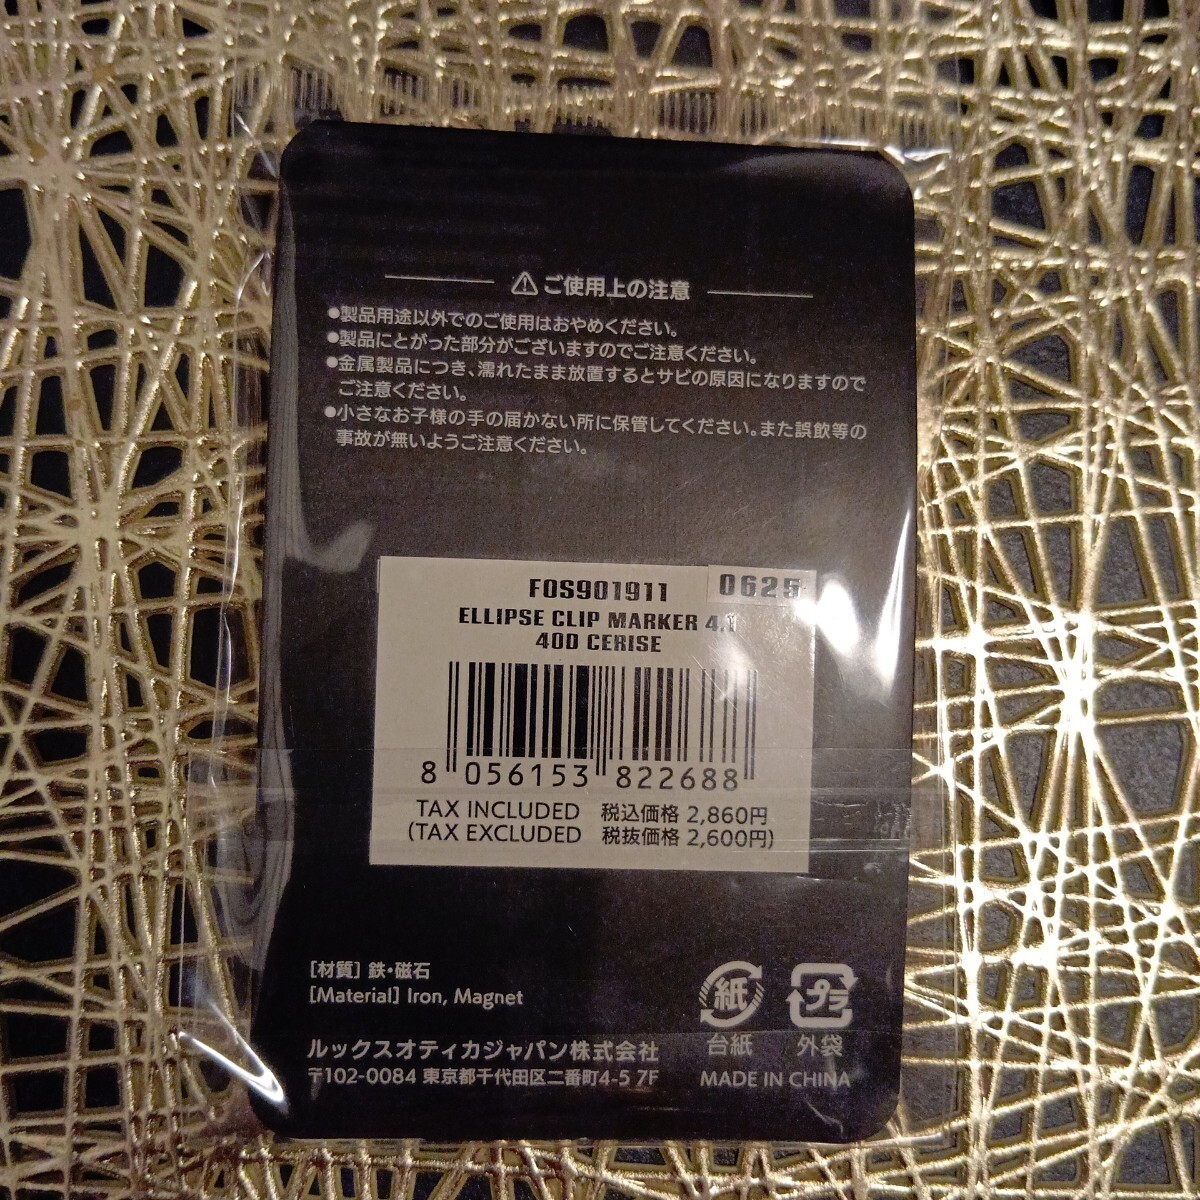 ⚠ご使用上の注意
●製品用途以外でのご使用はおやめください。
●製品にとがった部分がございますのでご注意ください。
●金属製品につき、濡れたまま放置するとサビの原因になりますので
ご注意ください。
●小さなお子様の手の届かない所に保管してください。また誤飲等の
事故が無いようご注意ください。
FOS901911 0625
ELLIPSE CLIP MARKER 4.1
40D CERISE
8 056153 822688
TAX INCLUDED 税込価格 2,860円
(TAX EXCLUDED 税抜価格 2,600円)
[材質] 鉄・磁石
[Material] Iron, Magnet
紙 プラ
台紙 外袋
ルックスオティカジャパン株式会社
〒102-0084 東京都千代田区二番町4-5 7F
MADE IN CHINA